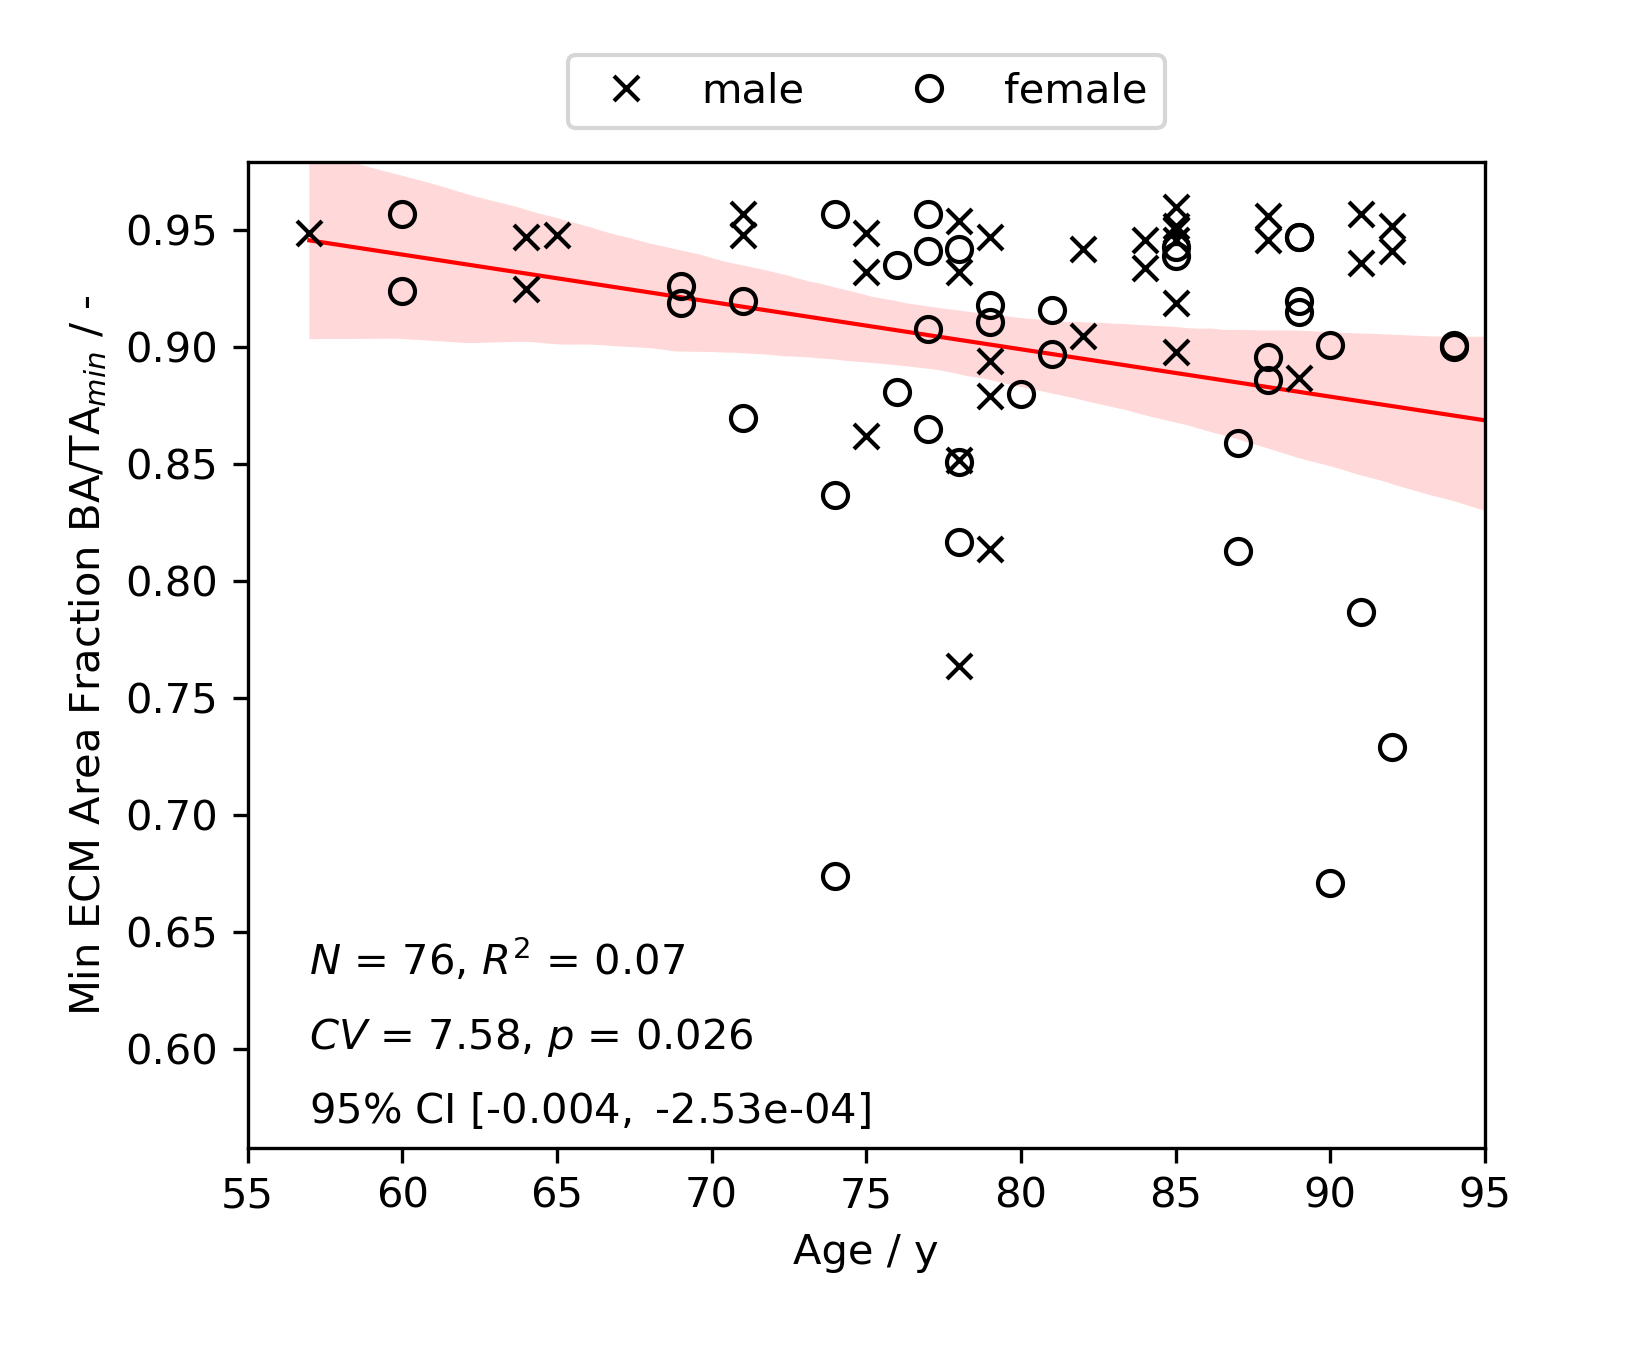 male female
0.95
0.90
0.85
0.80
0.75
0.70
0.65
0.60
Min ECM Area Fraction BA/TA_min / -
N = 76, R² = 0.07
CV = 7.58, p = 0.026
95% CI [-0.004, -2.53e-04]
55 60 65 70 75 80 85 90 95
Age / y